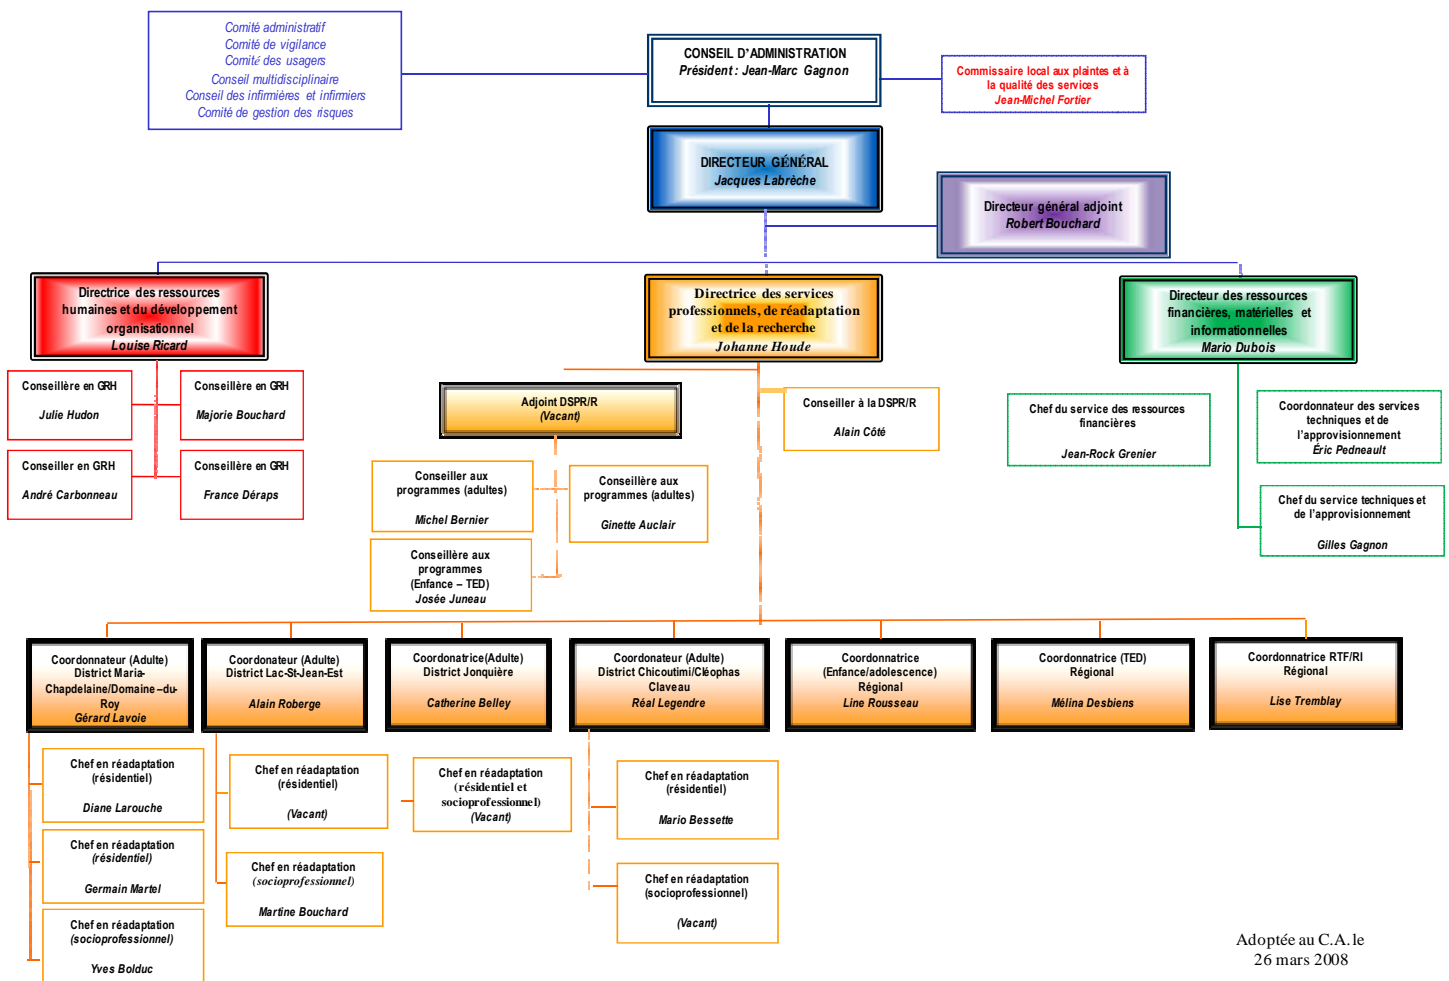 Comité administratif
Comité de vigilance
Comité des usagers
Conseil multidisciplinaire
Conseil des infirmières et infirmiers
Comité de gestion des risques
CONSEIL D'ADMINISTRATION
Président : Jean-Marc Gagnon
Commissaire local aux plaintes et à
la qualité des services
Jean-Michel Fortier
DIRECTEUR GÉNÉRAL
Jacques Labrèche
Directeur général adjoint
Robert Bouchard
Directrice des ressources
humaines et du développement
organisationnel
Louise Ricard
Directrice des services
professionnels, de réadaptation
et de la recherche
Johanne Houde
Directeur des ressources
financières, matérielles et
informationnelles
Mario Dubois
Conseillère en GRH
Julie Hudon
Conseillère en GRH
Majorie Bouchard
Conseiller en GRH
André Carbonneau
Conseillère en GRH
France Déraps
Adjoint DSPR/R
(Vacant)
Conseiller à la DSPR/R
Alain Côté
Conseiller aux
programmes (adultes)
Michel Bernier
Conseillère aux
programmes (adultes)
Ginette Auclair
Conseillère aux
programmes
(Enfance – TED)
Josée Juneau
Chef du service des ressources
financières
Jean-Rock Grenier
Coordonnateur des services
techniques et de
l'approvisionnement
Éric Pedneault
Chef du service techniques et
de l'approvisionnement
Gilles Gagnon
Coordonnateur (Adulte)
District Maria-
Chapdelaine/Domaine –du-
Roy
Gérard Lavoie
Coordonateur (Adulte)
District Lac-St-Jean-Est
Alain Roberge
Coordonatrice(Adulte)
District Jonquière
Catherine Belley
Coordonateur (Adulte)
District Chicoutimi/Cléophas
Claveau
Réal Legendre
Coordonnatrice
(Enfance/adolescence)
Régional
Line Rousseau
Coordonnatrice (TED)
Régional
Mélina Desbiens
Coordonnatrice RTF/RI
Régional
Lise Tremblay
Chef en réadaptation
(résidentiel)
Diane Larouche
Chef en réadaptation
(résidentiel)
Germain Martel
Chef en réadaptation
(socioprofessionnel)
Yves Bolduc
Chef en réadaptation
(résidentiel)
(Vacant)
Chef en réadaptation
(socioprofessionnel)
Martine Bouchard
Chef en réadaptation
(résidentiel et
socioprofessionnel)
(Vacant)
Chef en réadaptation
(résidentiel)
Mario Bessette
Chef en réadaptation
(socioprofessionnel)
(Vacant)
Adoptée au C.A. le
26 mars 2008